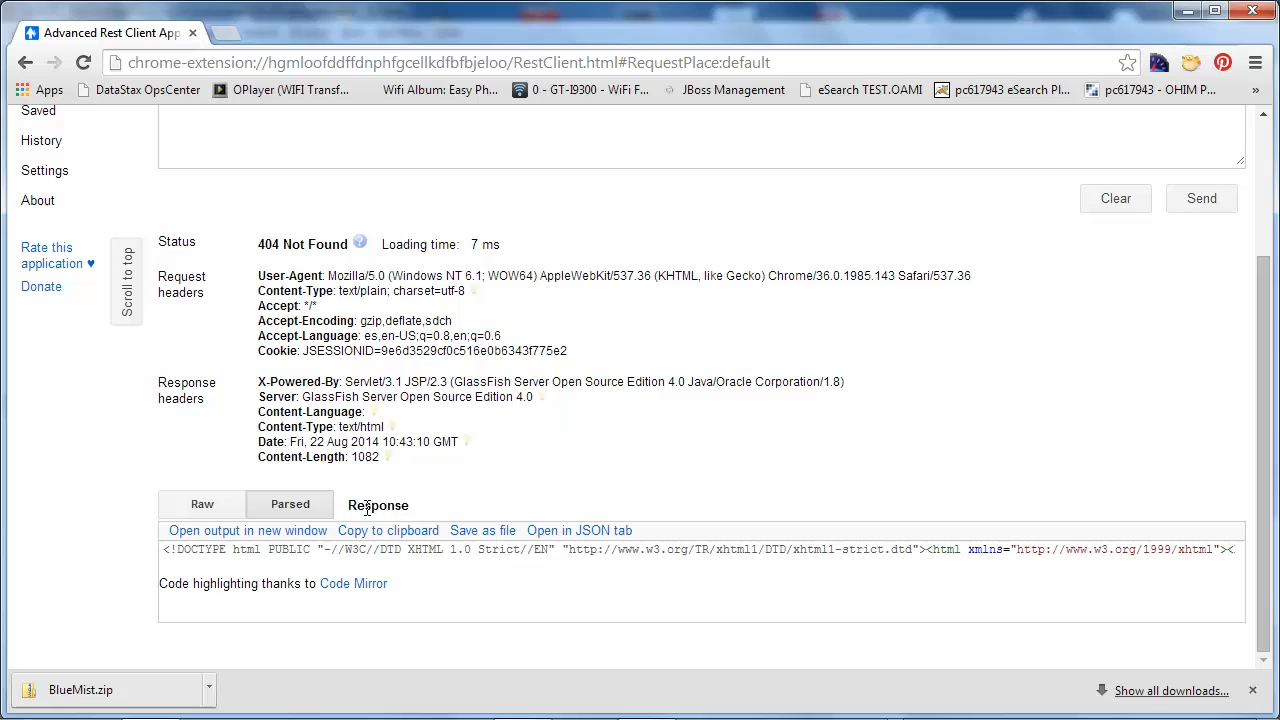 Advanced Rest Client App
chrome-extension://hgmloofddffdnphfgcellkdfbfbjeloo/RestClient.html#RequestPlace:default
Apps
DataStax OpsCenter
OPlayer (WIFI Transf...
Wifi Album: Easy Ph...
0 - GT-I9300 - WiFi F...
JBoss Management
eSearch TEST.OAMI
pc617943 eSearch Pl...
pc617943 - OHIM P...
»
Saved
History
Settings
About
Rate this
application ♥
Donate
Scroll to top
Clear
Send
Status
404 Not Found
Loading time: 7 ms
Request
headers
User-Agent: Mozilla/5.0 (Windows NT 6.1; WOW64) AppleWebKit/537.36 (KHTML, like Gecko) Chrome/36.0.1985.143 Safari/537.36
Content-Type: text/plain; charset=utf-8
Accept: */*
Accept-Encoding: gzip,deflate,sdch
Accept-Language: es,en-US;q=0.8,en;q=0.6
Cookie: JSESSIONID=9e6d3529cf0c516e0b6343f775e2
Response
headers
X-Powered-By: Servlet/3.1 JSP/2.3 (GlassFish Server Open Source Edition 4.0 Java/Oracle Corporation/1.8)
Server: GlassFish Server Open Source Edition 4.0
Content-Language:
Content-Type: text/html
Date: Fri, 22 Aug 2014 10:43:10 GMT
Content-Length: 1082
Raw
Parsed
Response
Open output in new window
Copy to clipboard
Save as file
Open in JSON tab
<!DOCTYPE html PUBLIC "-//W3C//DTD XHTML 1.0 Strict//EN" "http://www.w3.org/TR/xhtml1/DTD/xhtml1-strict.dtd"><html xmlns="http://www.w3.org/1999/xhtml"><
Code highlighting thanks to Code Mirror
BlueMist.zip
Show all downloads...